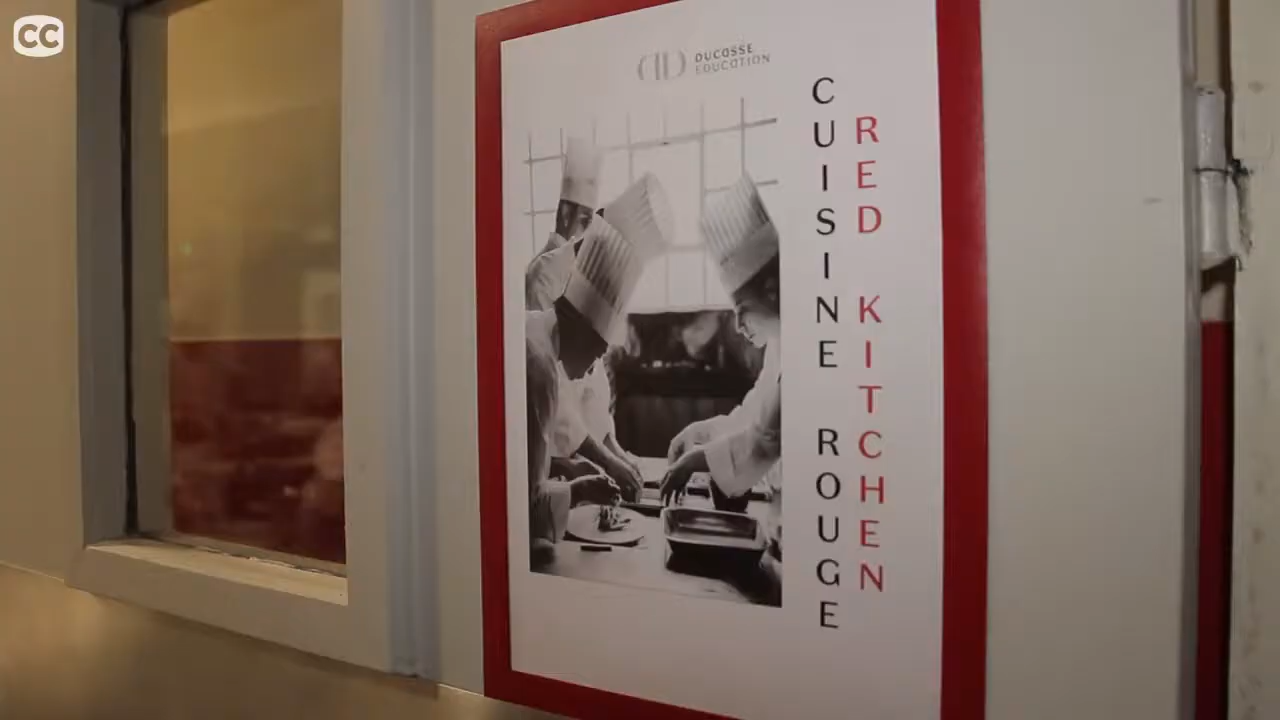 CC
DUCASSE
EDUCATION
CUISINE ROUGE
RED KITCHEN